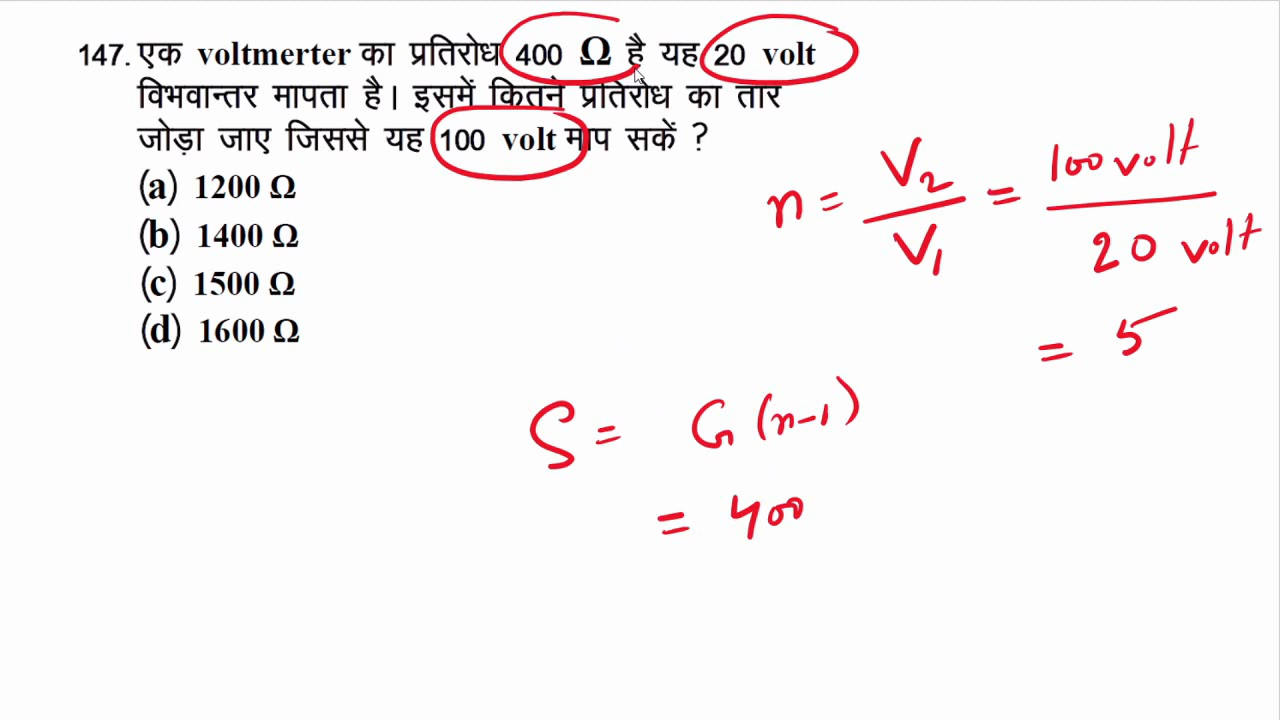 147. एक voltmerter का प्रतिरोध 400 Ω है यह 20 volt
विभवान्तर मापता है। इसमें कितने प्रतिरोध का तार
जोड़ा जाए जिससे यह 100 volt माप सकें ?
(a) 1200 Ω
(b) 1400 Ω
(c) 1500 Ω
(d) 1600 Ω
n = V₂ / V₁ = 100 volt / 20 volt
= 5
S = G (n-1)
= 400